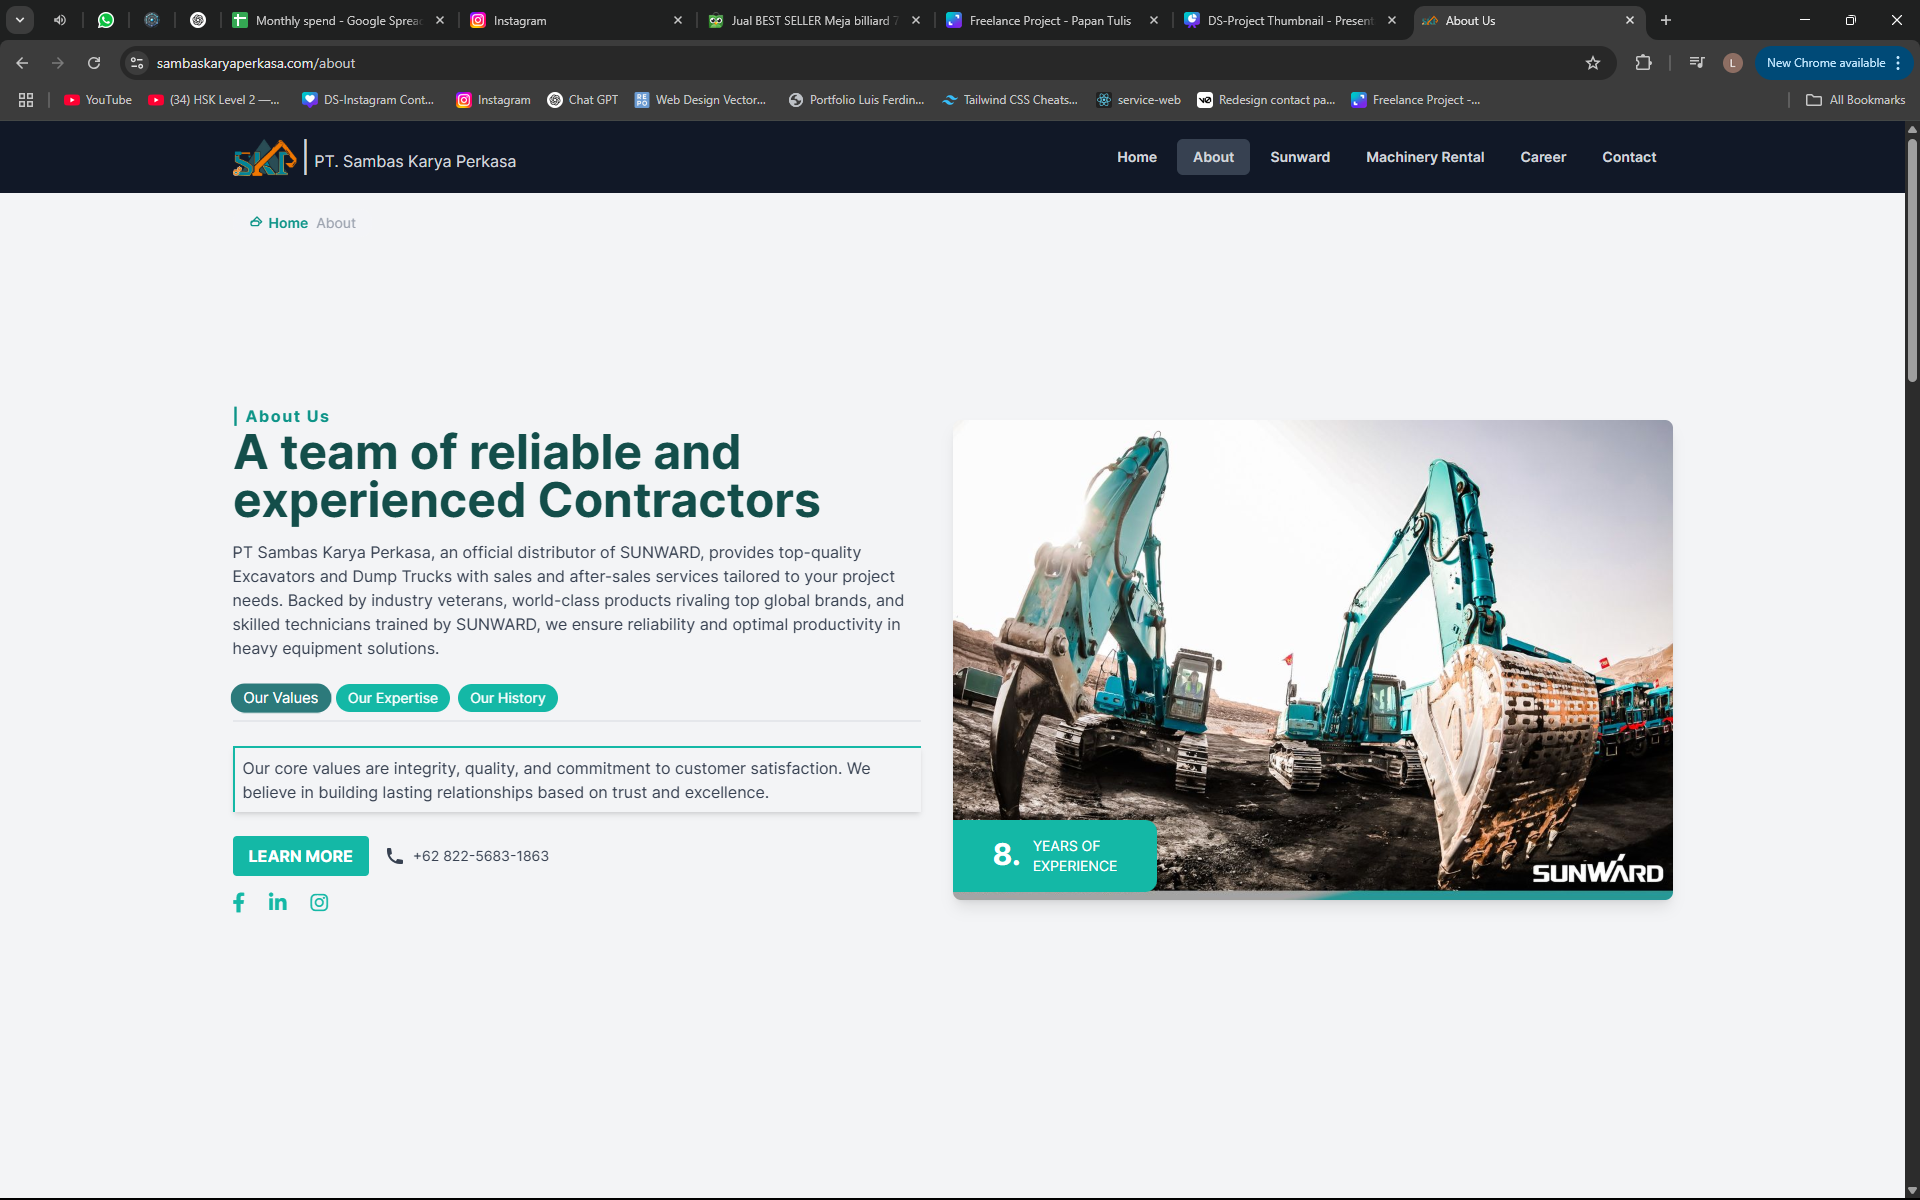 Monthly spend - Google Sprea
Instagram
Jual BEST SELLER Meja billiard 7
Freelance Project - Papan Tulis
DS-Project Thumbnail - Present
About Us
sambaskaryaperkasa.com/about
L
New Chrome available
YouTube
(34) HSK Level 2 —...
DS-Instagram Cont...
Instagram
Chat GPT
Web Design Vector...
Portfolio Luis Ferdin...
Tailwind CSS Cheats...
service-web
Redesign contact pa...
Freelance Project -...
All Bookmarks
SKP
PT. Sambas Karya Perkasa
Home
About
Sunward
Machinery Rental
Career
Contact
Home About
| About Us
A team of reliable and
experienced Contractors
PT Sambas Karya Perkasa, an official distributor of SUNWARD, provides top-quality
Excavators and Dump Trucks with sales and after-sales services tailored to your project
needs. Backed by industry veterans, world-class products rivaling top global brands, and
skilled technicians trained by SUNWARD, we ensure reliability and optimal productivity in
heavy equipment solutions.
Our Values
Our Expertise
Our History
Our core values are integrity, quality, and commitment to customer satisfaction. We
believe in building lasting relationships based on trust and excellence.
LEARN MORE
+62 822-5683-1863
8.
YEARS OF
EXPERIENCE
SUNWARD